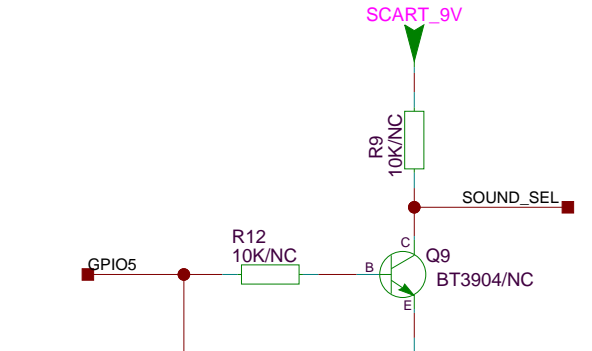 SCART_9V
R9
10K/NC
SOUND_SEL
R12
10K/NC
GPIO5
C
B
E
Q9
BT3904/NC